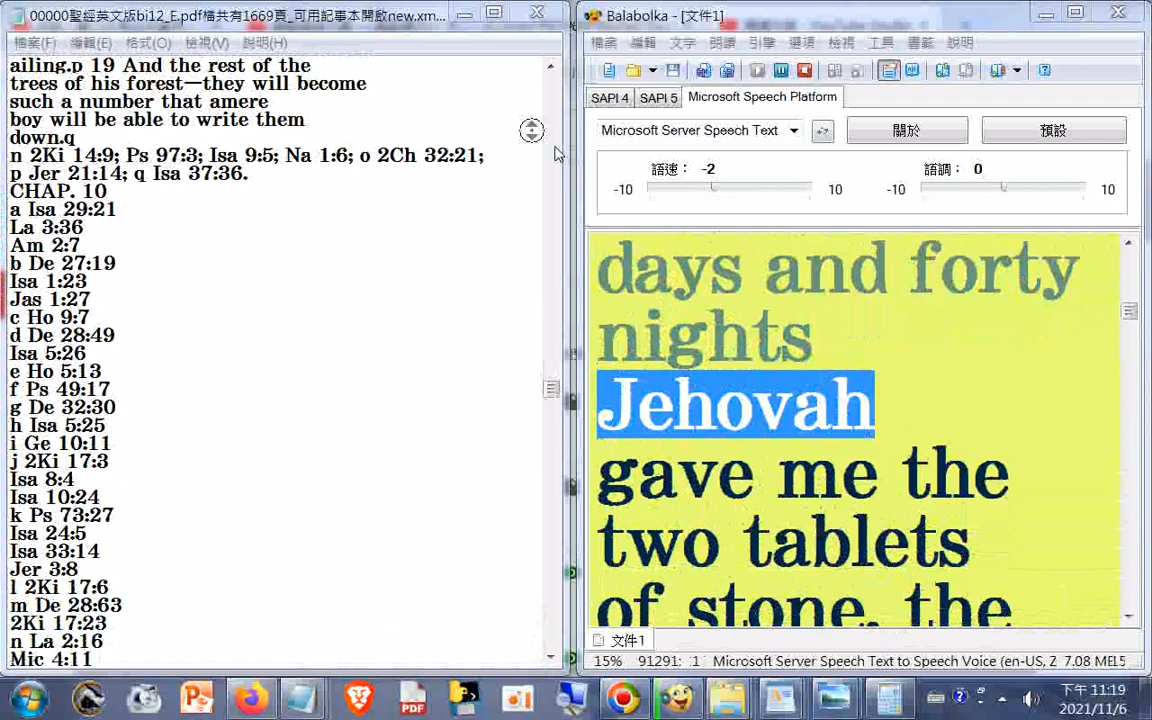 00000聖經英文版bi12_E.pdf檔共有1669頁_可用記事本開啟new.xm...
檔案(F) 編輯(E) 格式(O) 檢視(V) 說明(H)
ailing.p 19 And the rest of the
trees of his forest—they will become
such a number that amere
boy will be able to write them
down.q
n 2Ki 14:9; Ps 97:3; Isa 9:5; Na 1:6; o 2Ch 32:21;
p Jer 21:14; q Isa 37:36.
CHAP. 10
a Isa 29:21
La 3:36
Am 2:7
b De 27:19
Isa 1:23
Jas 1:27
c Ho 9:7
d De 28:49
Isa 5:26
e Ho 5:13
f Ps 49:17
g De 32:30
h Isa 5:25
i Ge 10:11
j 2Ki 17:3
Isa 8:4
Isa 10:24
k Ps 73:27
Isa 24:5
Isa 33:14
Jer 3:8
l 2Ki 17:6
m De 28:63
2Ki 17:23
n La 2:16
Mic 4:11
Balabolka - [文件1]
檔案 編輯 文字 朗讀 引擎 選項 檢視 工具 書籤 說明
SAPI 4 SAPI 5 Microsoft Speech Platform
Microsoft Server Speech Text 關於 預設
語速： -2 語調： 0
-10 10 -10 10
days and forty
nights
Jehovah
gave me the
two tablets
of stone, the
文件1
15% 91291: 1 Microsoft Server Speech Text to Speech Voice (en-US, 2 7.08 МБ
PDF
下午 11:19
2021/11/6